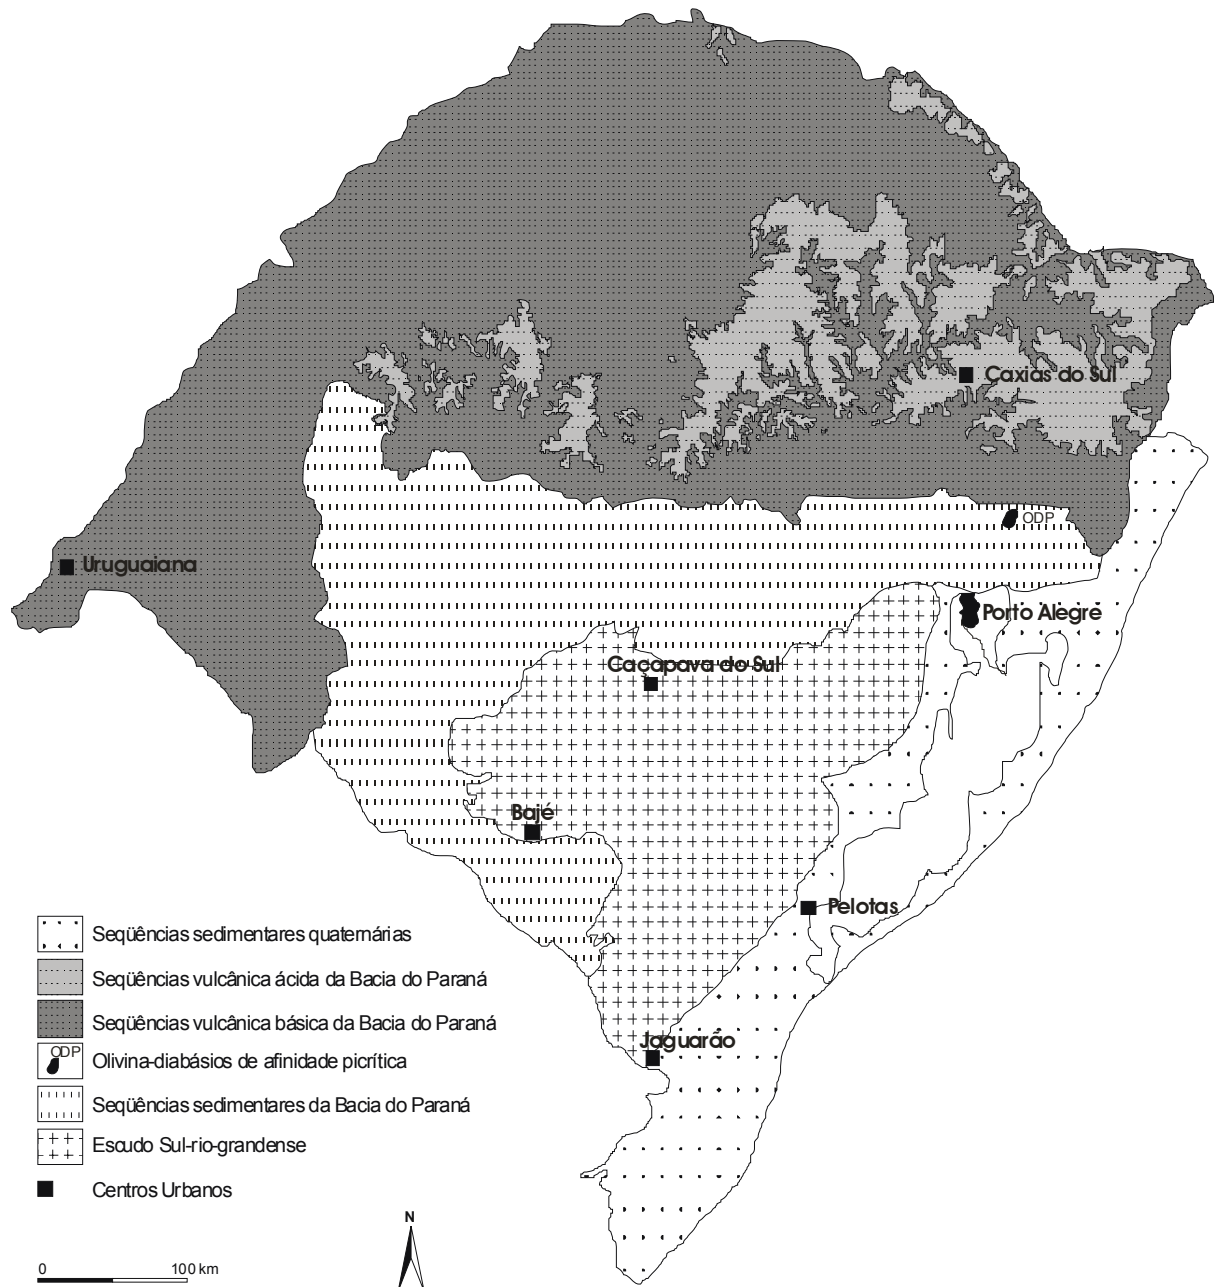 Caxias do Sul
ODP
Uruguaiana
Porto Alegre
Caçapava do Sul
Bajé
Pelotas
Seqüências sedimentares quaternárias
Seqüências vulcânica ácida da Bacia do Paraná
Seqüências vulcânica básica da Bacia do Paraná
Jaguarão
ODP
Olivina-diabásios de afinidade picrítica
Seqüências sedimentares da Bacia do Paraná
Escudo Sul-rio-grandense
Centros Urbanos
N
0 100 km